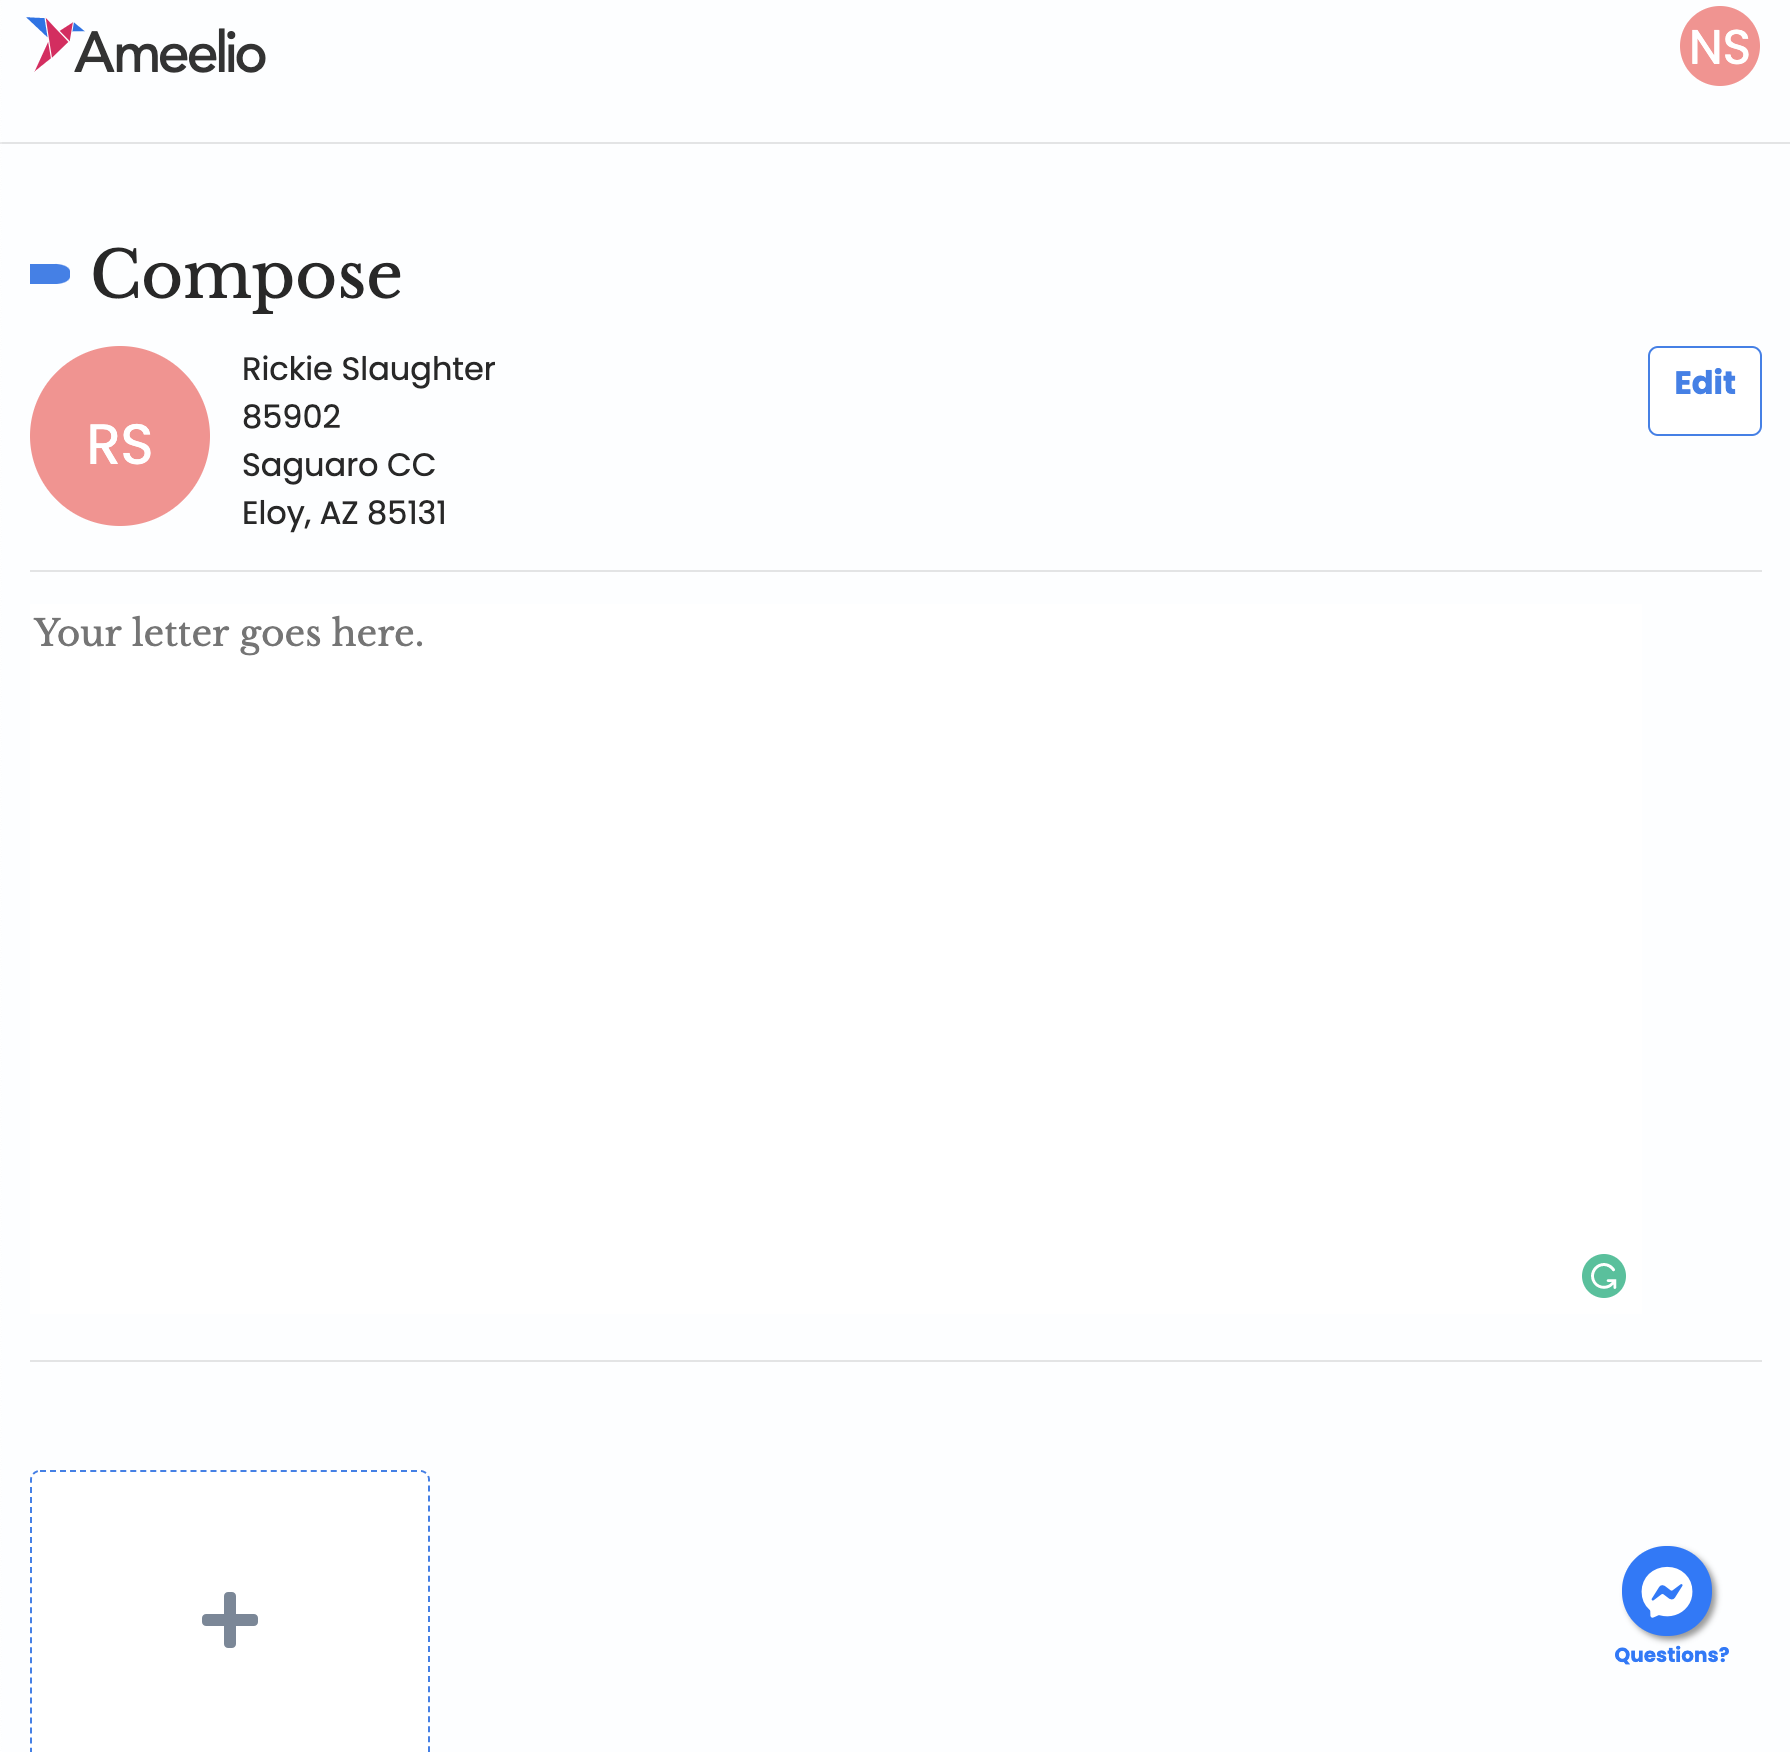 Ameelio
NS
Compose
RS
Rickie Slaughter
85902
Saguaro CC
Eloy, AZ 85131
Edit
Your letter goes here.
Questions?